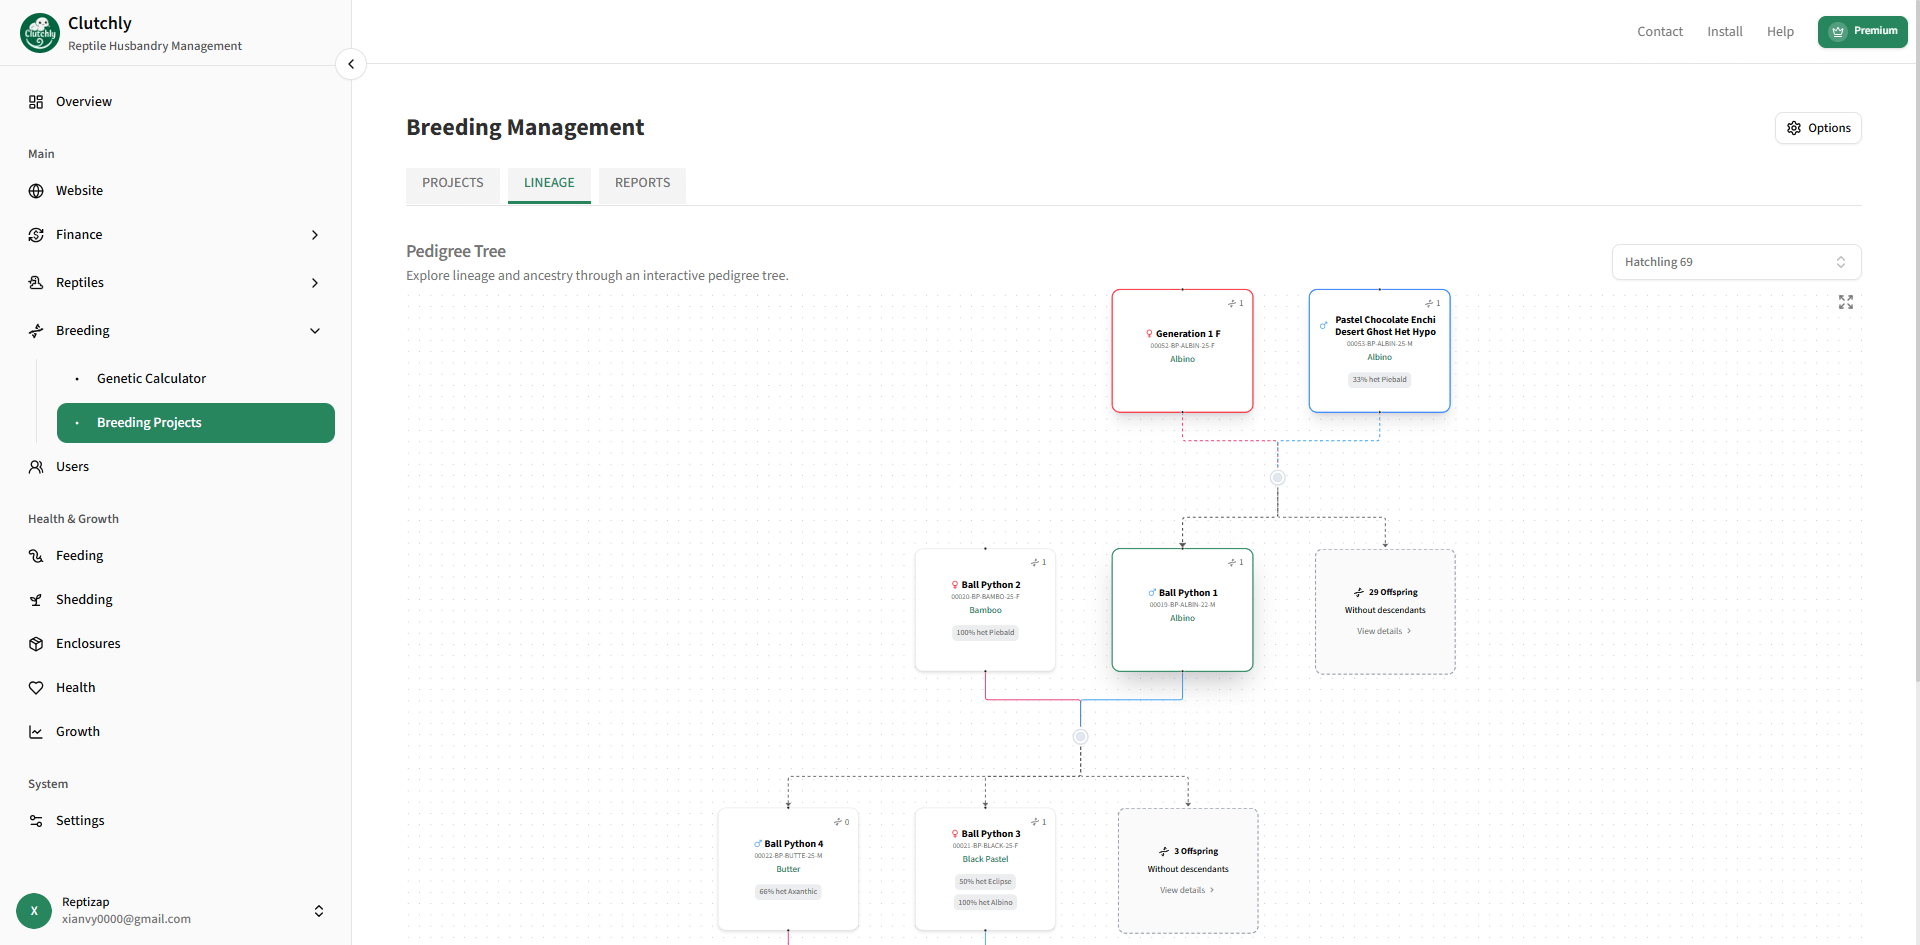 Clutchly
Clutchly
Reptile Husbandry Management
Contact
Install
Help
Premium
Overview
Main
Website
Finance
Reptiles
Breeding
Genetic Calculator
Breeding Projects
Users
Health & Growth
Feeding
Shedding
Enclosures
Health
Growth
System
Settings
X
Reptizap
xianvy0000@gmail.com
Breeding Management
Options
PROJECTS
LINEAGE
REPORTS
Pedigree Tree
Explore lineage and ancestry through an interactive pedigree tree.
Hatchling 69
1
Generation 1 F
00052-BP-ALBIN-25-F
Albino
1
Pastel Chocolate Enchi
Desert Ghost Het Hypo
00053-BP-ALBIN-25-M
Albino
33% het Piebald
1
Ball Python 2
00020-BP-BAMBO-25-F
Bamboo
100% het Piebald
1
Ball Python 1
00019-BP-ALBIN-22-M
Albino
29 Offspring
Without descendants
View details
0
Ball Python 4
00022-BP-BUTTE-25-M
Butter
66% het Axanthic
1
Ball Python 3
00021-BP-BLACK-25-F
Black Pastel
50% het Eclipse
100% het Albino
3 Offspring
Without descendants
View details